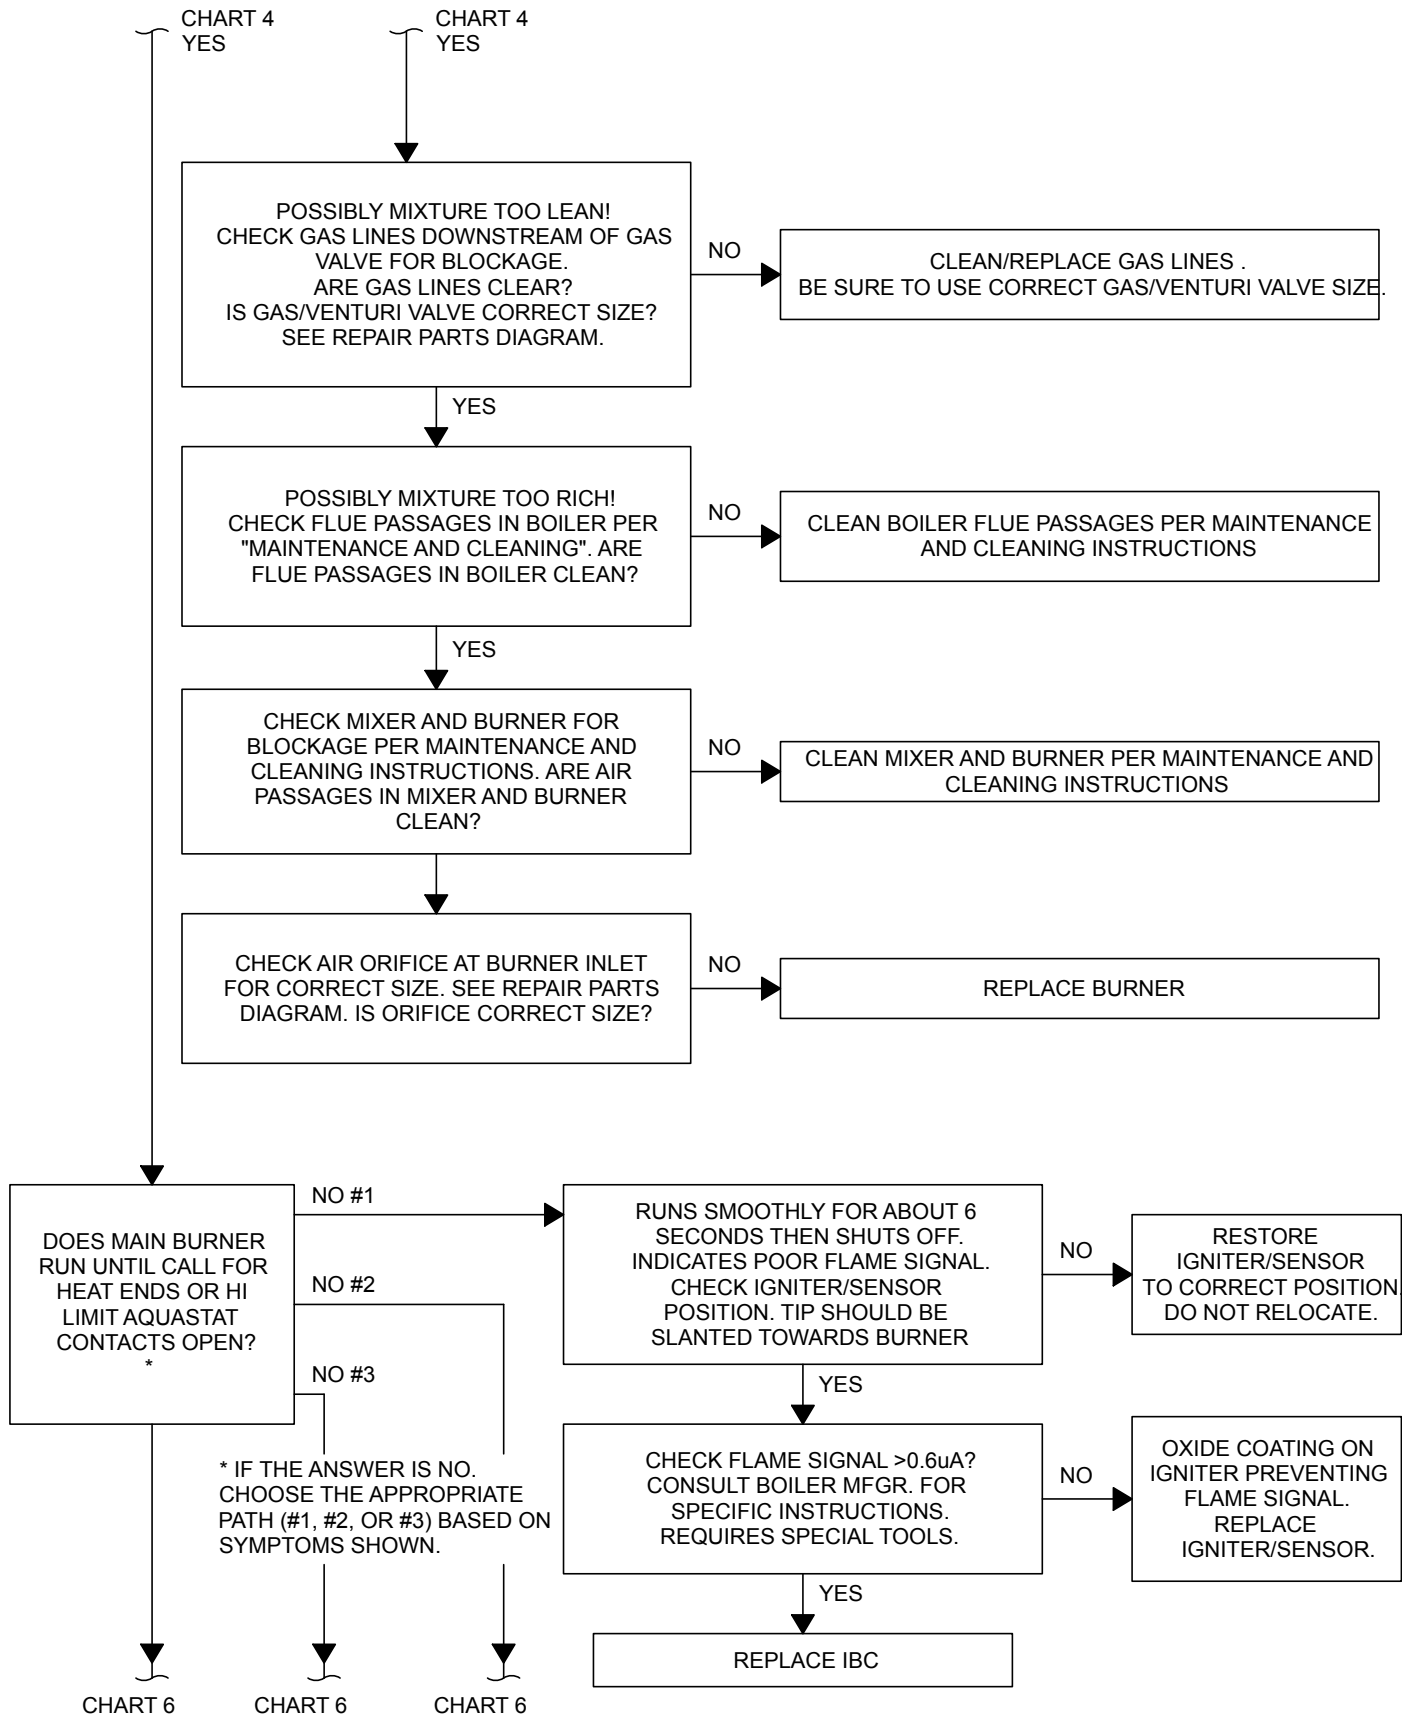 CHART 4
YES
CHART 4
YES
POSSIBLY MIXTURE TOO LEAN!
CHECK GAS LINES DOWNSTREAM OF GAS
VALVE FOR BLOCKAGE.
ARE GAS LINES CLEAR?
IS GAS/VENTURI VALVE CORRECT SIZE?
SEE REPAIR PARTS DIAGRAM.
NO
CLEAN/REPLACE GAS LINES .
BE SURE TO USE CORRECT GAS/VENTURI VALVE SIZE.
YES
POSSIBLY MIXTURE TOO RICH!
CHECK FLUE PASSAGES IN BOILER PER
"MAINTENANCE AND CLEANING". ARE
FLUE PASSAGES IN BOILER CLEAN?
NO
CLEAN BOILER FLUE PASSAGES PER MAINTENANCE
AND CLEANING INSTRUCTIONS
YES
CHECK MIXER AND BURNER FOR
BLOCKAGE PER MAINTENANCE AND
CLEANING INSTRUCTIONS. ARE AIR
PASSAGES IN MIXER AND BURNER
CLEAN?
NO
CLEAN MIXER AND BURNER PER MAINTENANCE AND
CLEANING INSTRUCTIONS
CHECK AIR ORIFICE AT BURNER INLET
FOR CORRECT SIZE. SEE REPAIR PARTS
DIAGRAM. IS ORIFICE CORRECT SIZE?
NO
REPLACE BURNER
DOES MAIN BURNER
RUN UNTIL CALL FOR
HEAT ENDS OR HI
LIMIT AQUASTAT
CONTACTS OPEN?
*
NO #1
NO #2
NO #3
RUNS SMOOTHLY FOR ABOUT 6
SECONDS THEN SHUTS OFF.
INDICATES POOR FLAME SIGNAL.
CHECK IGNITER/SENSOR
POSITION. TIP SHOULD BE
SLANTED TOWARDS BURNER
NO
RESTORE
IGNITER/SENSOR
TO CORRECT POSITION.
DO NOT RELOCATE.
YES
* IF THE ANSWER IS NO.
CHOOSE THE APPROPRIATE
PATH (#1, #2, OR #3) BASED ON
SYMPTOMS SHOWN.
CHECK FLAME SIGNAL >0.6uA?
CONSULT BOILER MFGR. FOR
SPECIFIC INSTRUCTIONS.
REQUIRES SPECIAL TOOLS.
NO
OXIDE COATING ON
IGNITER PREVENTING
FLAME SIGNAL.
REPLACE
IGNITER/SENSOR.
YES
REPLACE IBC
CHART 6
CHART 6
CHART 6